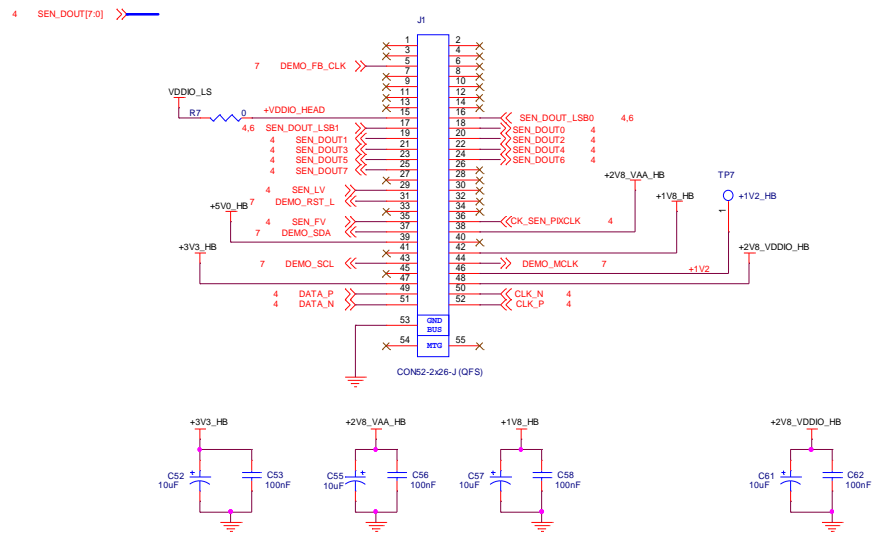 4 SEN_DOUT[7:0]
J1
1 2
3 4
7 DEMO_FB_CLK 5 6
7 8
9 10
VDDIO_LS 11 12
13 14
R7 0 +VDDIO_HEAD 15 16 SEN_DOUT_LSB0 4,6
4,6 SEN_DOUT_LSB1 17 18 SEN_DOUT0 4
4 SEN_DOUT1 19 20 SEN_DOUT2 4
4 SEN_DOUT3 21 22 SEN_DOUT4 4
4 SEN_DOUT5 23 24 SEN_DOUT6 4
4 SEN_DOUT7 25 26
27 28 +2V8_VAA_HB TP7
4 SEN_LV 29 30 +1V8_HB +1V2_HB
7 DEMO_RST_L 31 32
+5V0_HB 33 34 1
4 SEN_FV 35 36 CK_SEN_PIXCLK 4
7 DEMO_SDA 37 38
+3V3_HB 39 40 +2V8_VDDIO_HB
41 42
7 DEMO_SCL 43 44 DEMO_MCLK 7
45 46 +1V2
47 48
4 DATA_P 49 50 CLK_N 4
4 DATA_N 51 52 CLK_P 4
53 GND
BUS
54 MTG 55
CON52-2x26-J (QFS)
+3V3_HB +2V8_VAA_HB +1V8_HB +2V8_VDDIO_HB
C52 + C53 C55 + C56 C57 + C58 C61 + C62
10uF 100nF 10uF 100nF 10uF 100nF 10uF 100nF